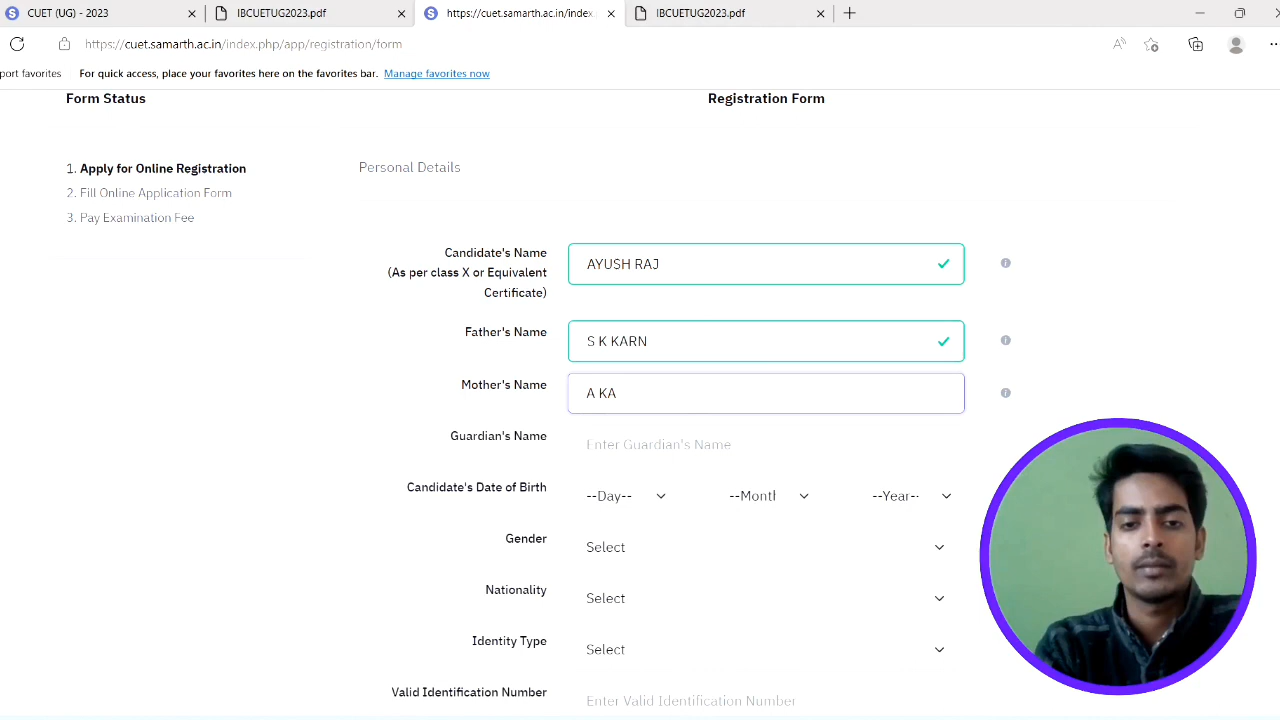 CUET (UG) - 2023
IBCUETUG2023.pdf
https://cuet.samarth.ac.in/index.
IBCUETUG2023.pdf
https://cuet.samarth.ac.in/index.php/app/registration/form
port favorites
For quick access, place your favorites here on the favorites bar. Manage favorites now
Form Status
Registration Form
1. Apply for Online Registration
2. Fill Online Application Form
3. Pay Examination Fee
Personal Details
Candidate's Name
(As per class X or Equivalent
Certificate)
AYUSH RAJ
Father's Name
S K KARN
Mother's Name
A KA
Guardian's Name
Enter Guardian's Name
Candidate's Date of Birth
--Day-- --Month --Year--
Gender
Select
Nationality
Select
Identity Type
Select
Valid Identification Number
Enter Valid Identification Number